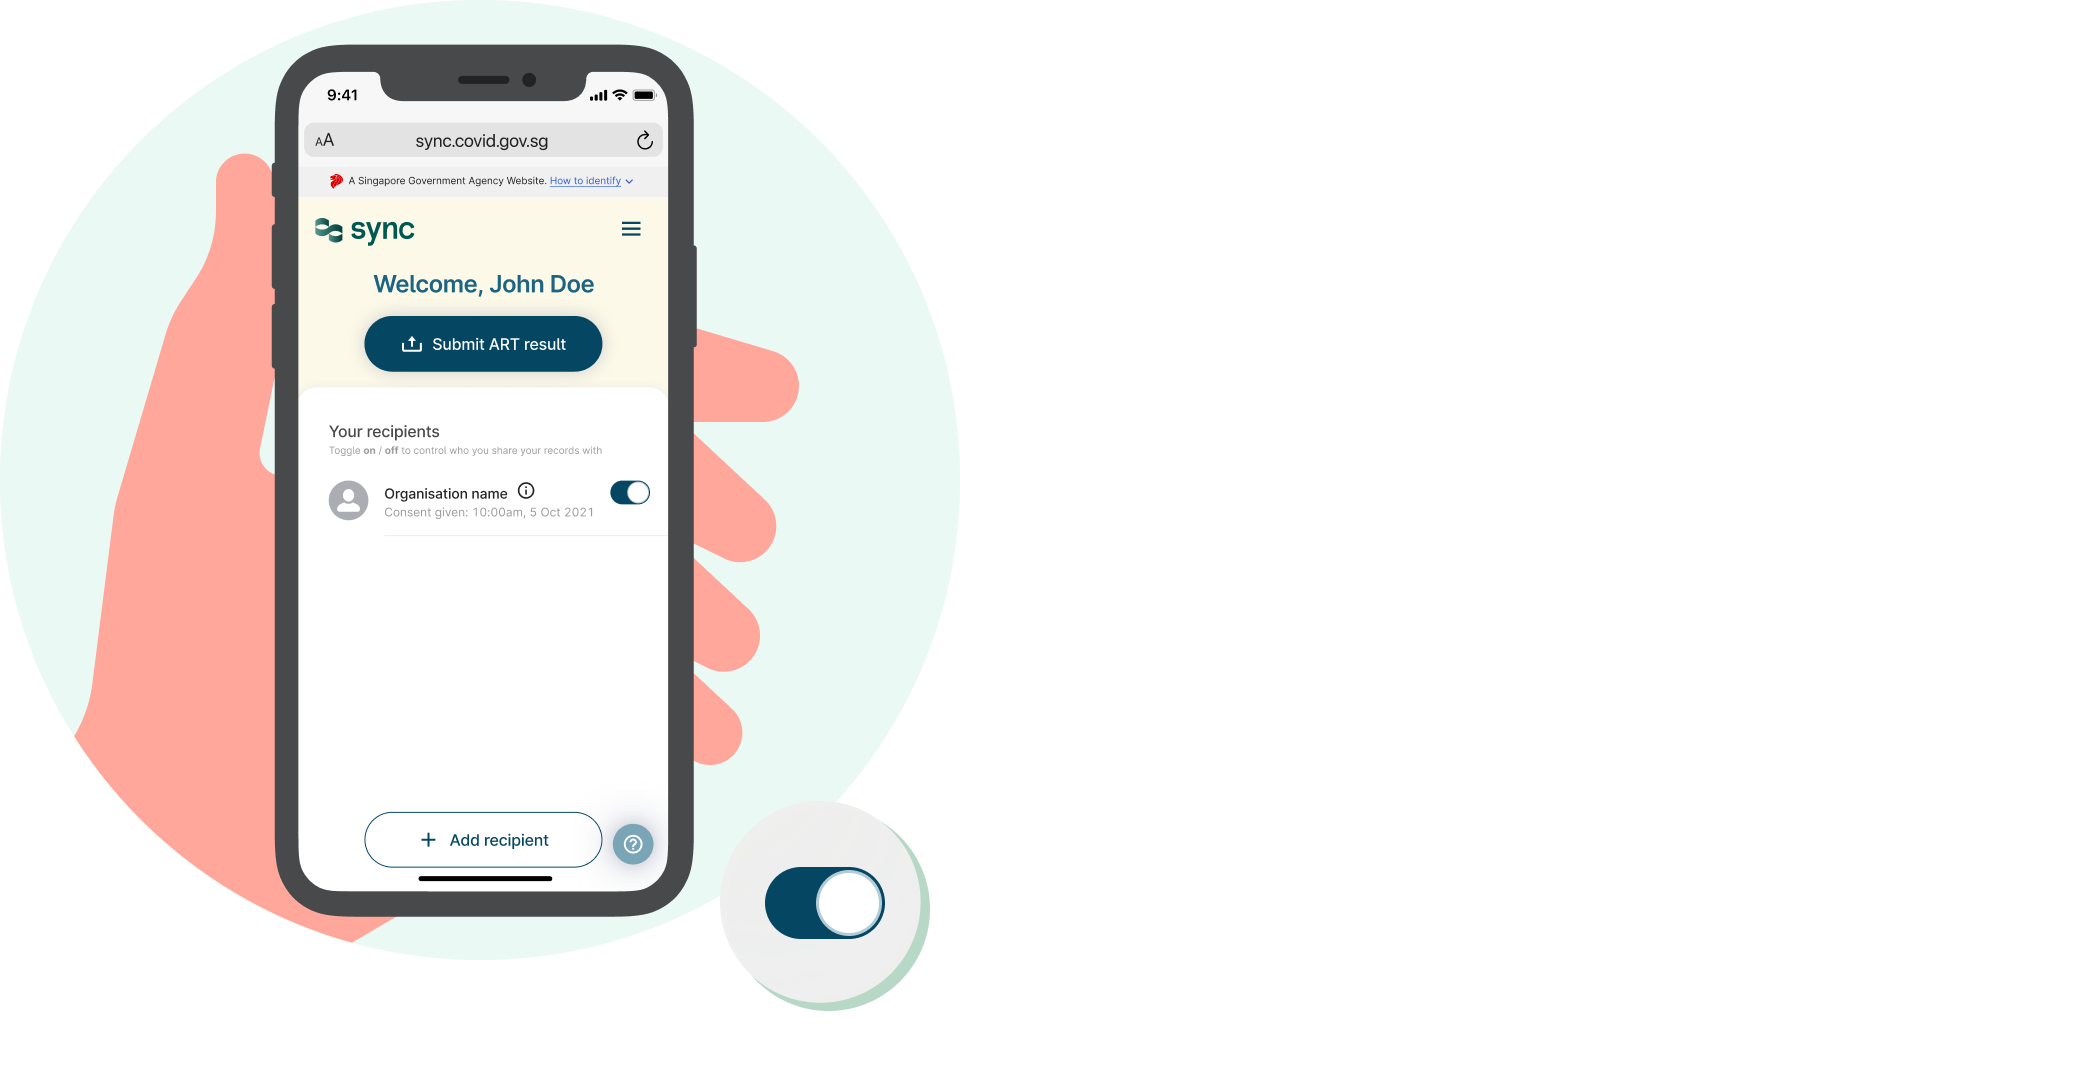 9:41
AA
sync.covid.gov.sg
A Singapore Government Agency Website. How to identify
sync
Welcome, John Doe
Submit ART result
Your recipients
Toggle on / off to control who you share your records with
Organisation name
Consent given: 10:00am, 5 Oct 2021
+ Add recipient